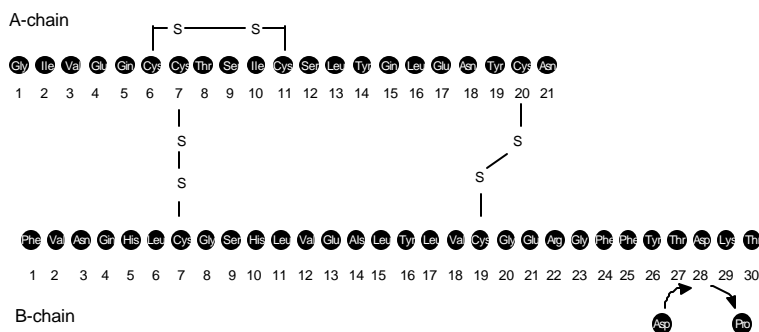 A-chain
S S
Gly Ile Val Glu Gln Cys Cys Thr Ser Ile Cys Ser Leu Tyr Gln Leu Glu Asn Tyr Cys Asn
1 2 3 4 5 6 7 8 9 10 11 12 13 14 15 16 17 18 19 20 21
S S
S S
Phe Val Asn Gln His Leu Cys Gly Ser His Leu Val Glu Als Leu Tyr Leu Val Cys Gly Glu Arg Gly Phe Phe Tyr Thr Asp Lys Thr
1 2 3 4 5 6 7 8 9 10 11 12 13 14 15 16 17 18 19 20 21 22 23 24 25 26 27 28 29 30
B-chain
Asp Pro